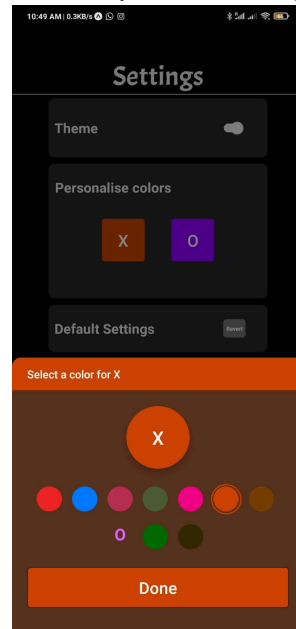 10:49 AM | 0.3KB/s
Settings
Theme
Personalise colors
X O
Default Settings Revert
Select a color for X
X
O
Done